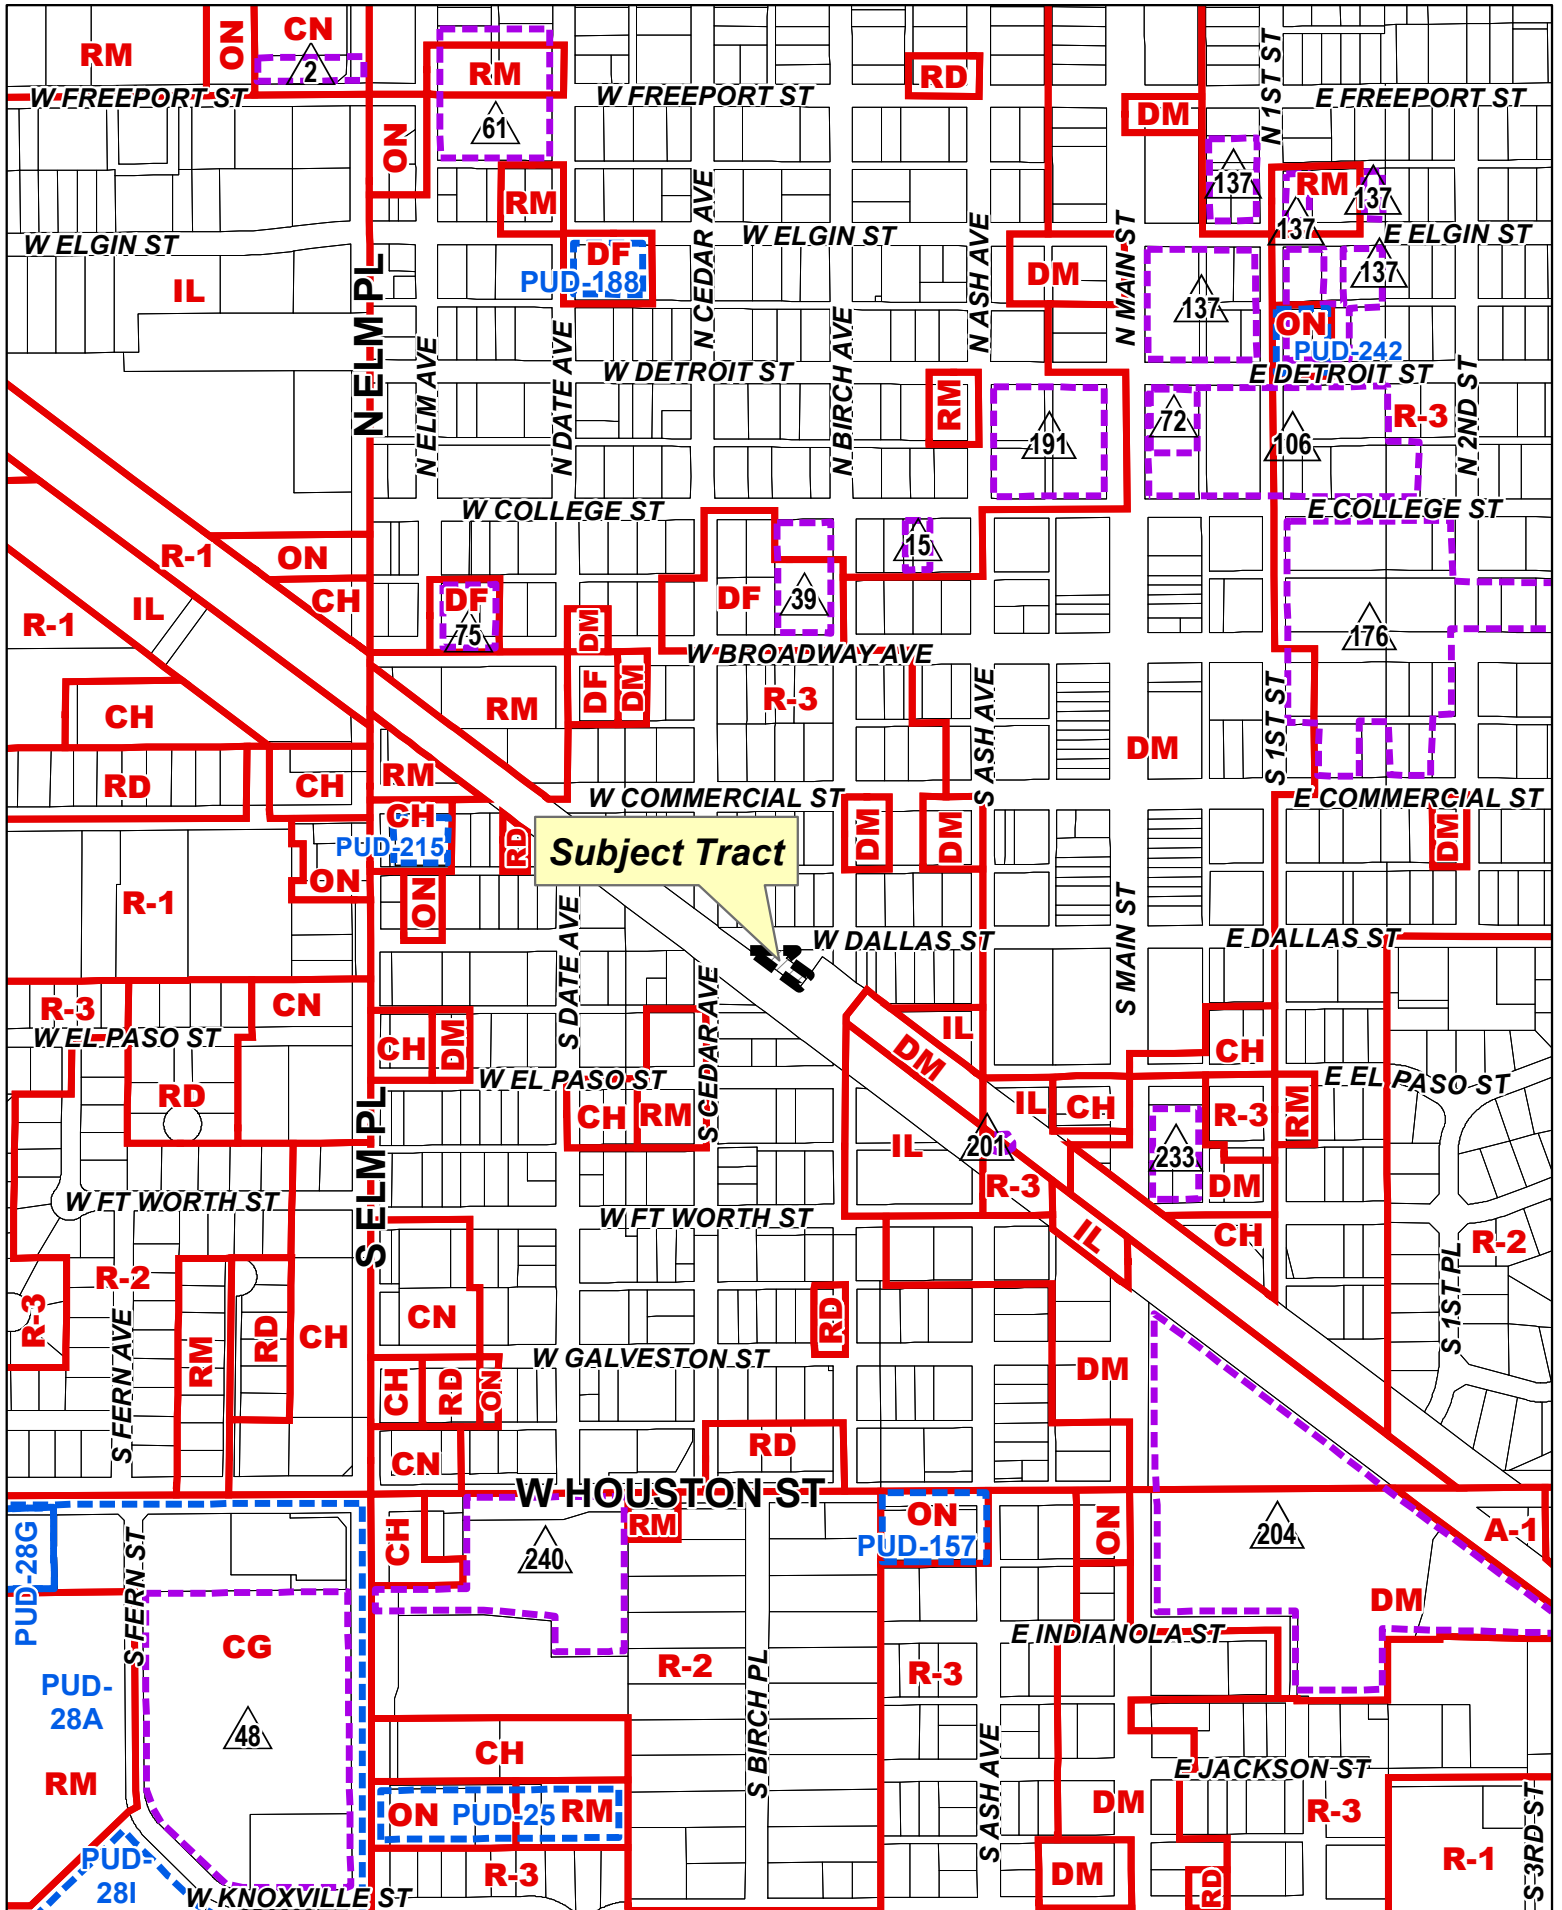 RM
ON
CN
2
RM
RD
N 1ST ST
W FREEPORT ST
W FREEPORT ST
E FREEPORT ST
61
DM
ON
137
RM
137
137
RM
N CEDAR AVE
W ELGIN ST
W ELGIN ST
N ASH AVE
N MAIN ST
E ELGIN ST
DF
PUD-188
DM
137
IL
137
N ELM PL
N ELM AVE
N DATE AVE
N BIRCH AVE
ON
PUD-242
W DETROIT ST
E DETROIT ST
N 2ND ST
RM
72
R-3
191
106
W COLLEGE ST
E COLLEGE ST
R-1
ON
15
IL
CH
DF
75
DF
39
R-1
DM
176
W BROADWAY AVE
DF
DM
RM
R-3
S ASH AVE
S 1ST ST
CH
DM
RD
CH
RM
W COMMERCIAL ST
E COMMERCIAL ST
CH
PUD-215
RD
Subject Tract
DM
DM
DM
ON
R-1
ON
S DATE AVE
W DALLAS ST
S MAIN ST
E DALLAS ST
R-3
CN
S CEDAR AVE
W EL PASO ST
CH
DM
IL
DM
CH
W EL PASO ST
E EL PASO ST
RD
S ELM PL
CH
RM
IL
CH
R-3
RM
IL
201
233
R-3
DM
W FT WORTH ST
W FT WORTH ST
IL
CH
R-2
R-2
S 1ST PL
R-3
S FERN AVE
RM
RD
CH
CN
RD
W GALVESTON ST
CH
RD
ON
DM
CN
RD
W HOUSTON ST
PUD-28G
S FERN ST
CH
RM
240
ON
PUD-157
ON
204
A-1
DM
E INDIANOLA ST
CG
R-2
R-3
PUD-
28A
S BIRCH PL
48
S ASH AVE
CH
E JACKSON ST
RM
ON
PUD-25
RM
DM
R-3
S 3RD ST
PUD-
28I
R-3
DM
RD
R-1
W KNOXVILLE ST